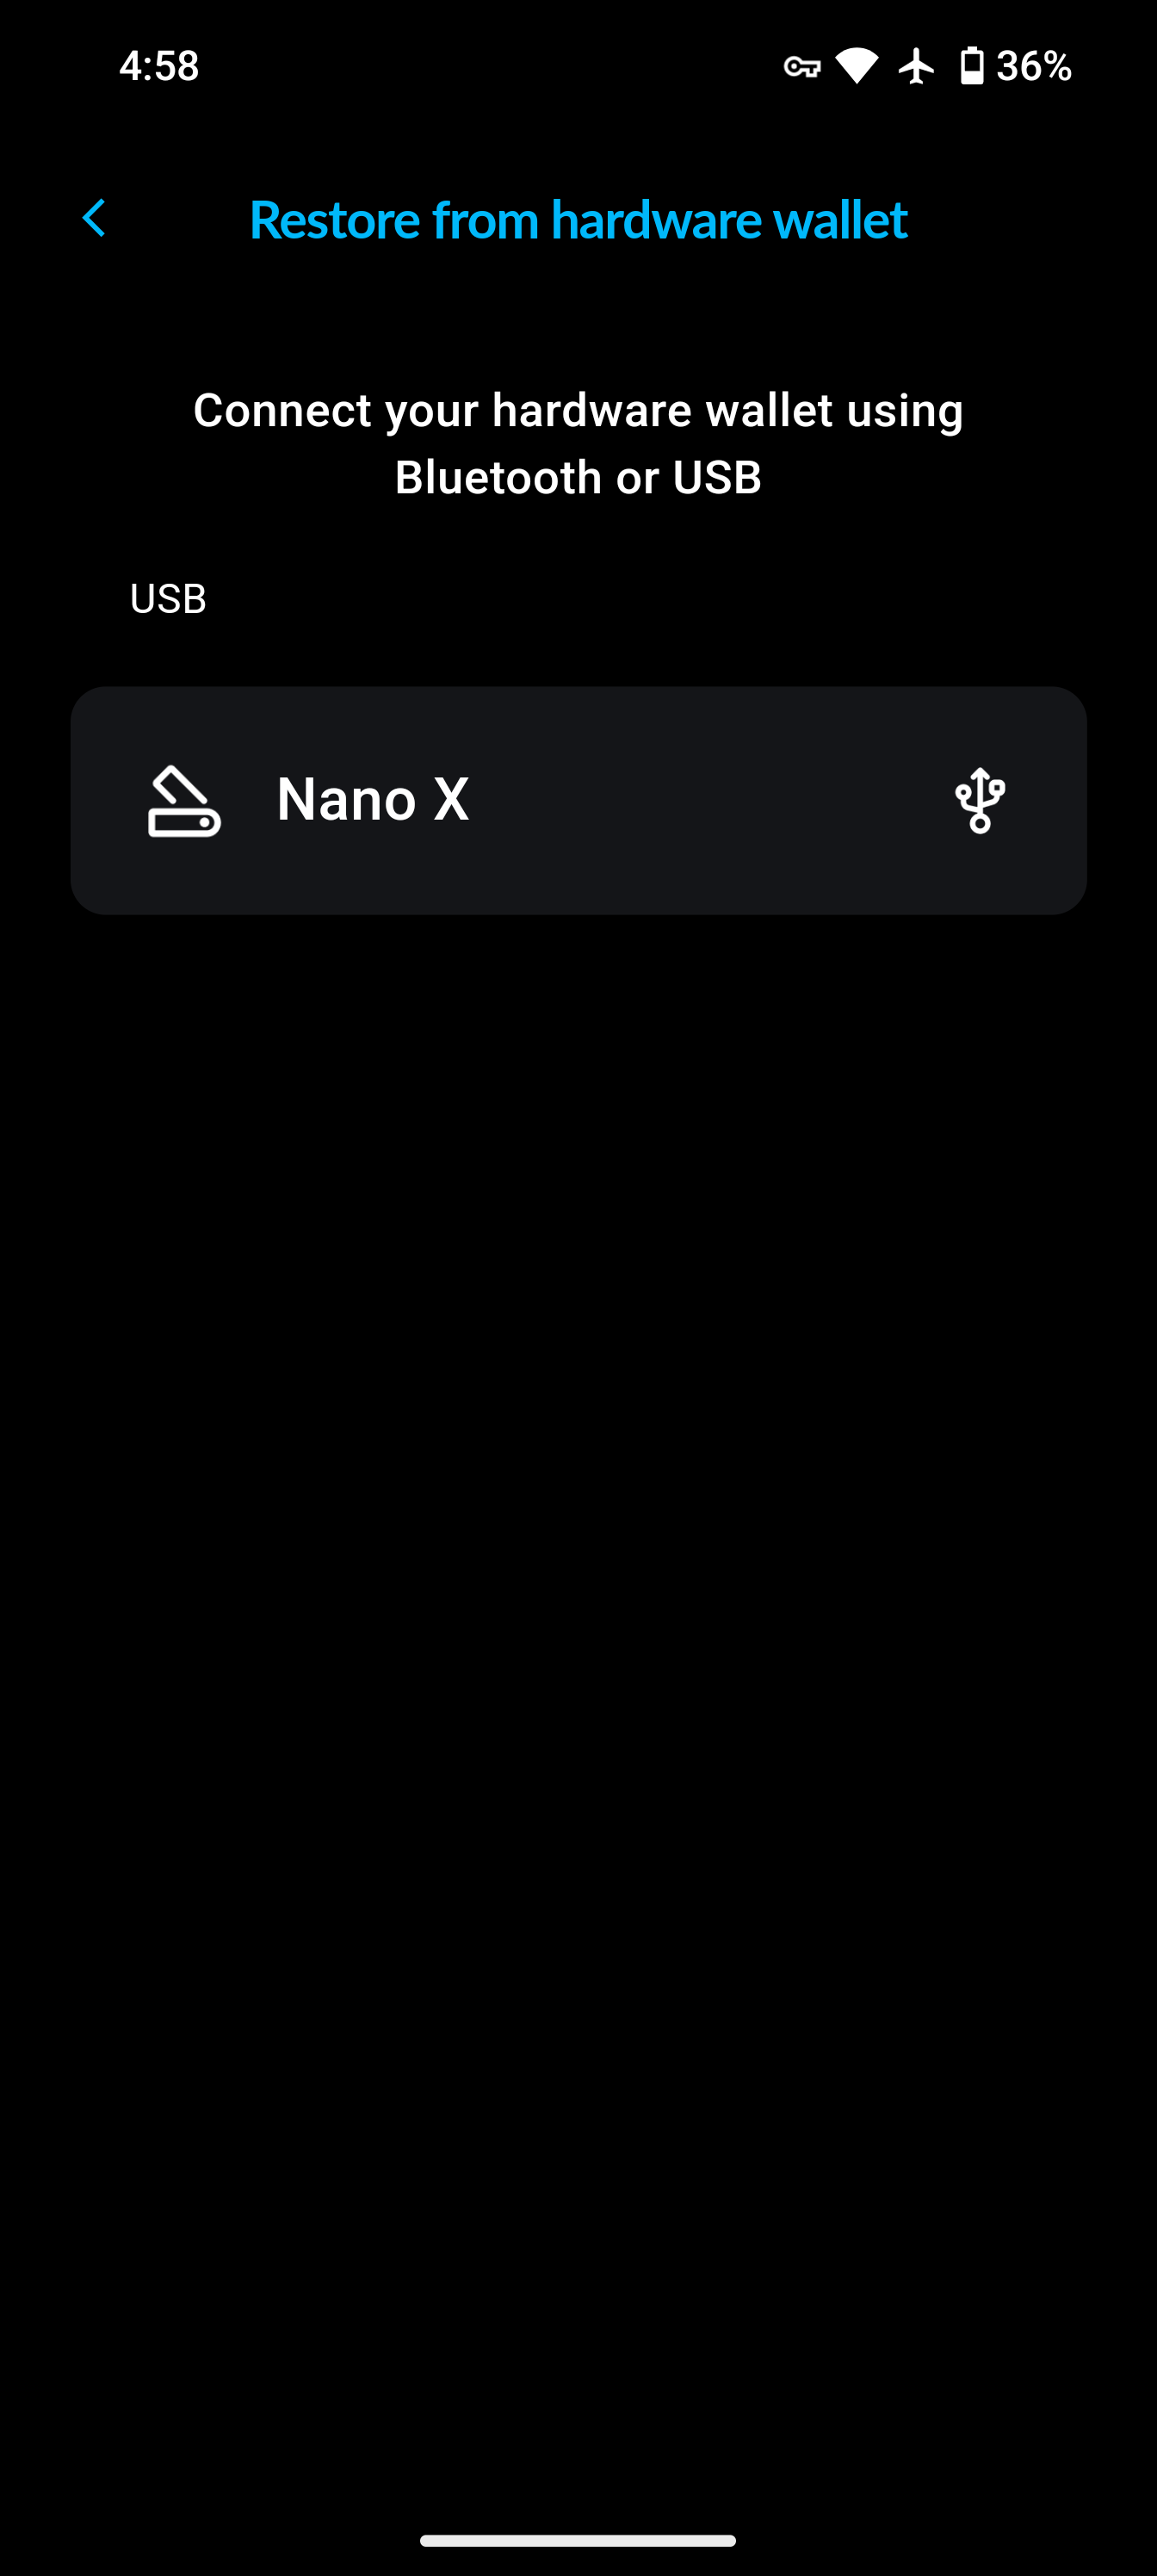 4:58
36%
Restore from hardware wallet
Connect your hardware wallet using
Bluetooth or USB
USB
Nano X